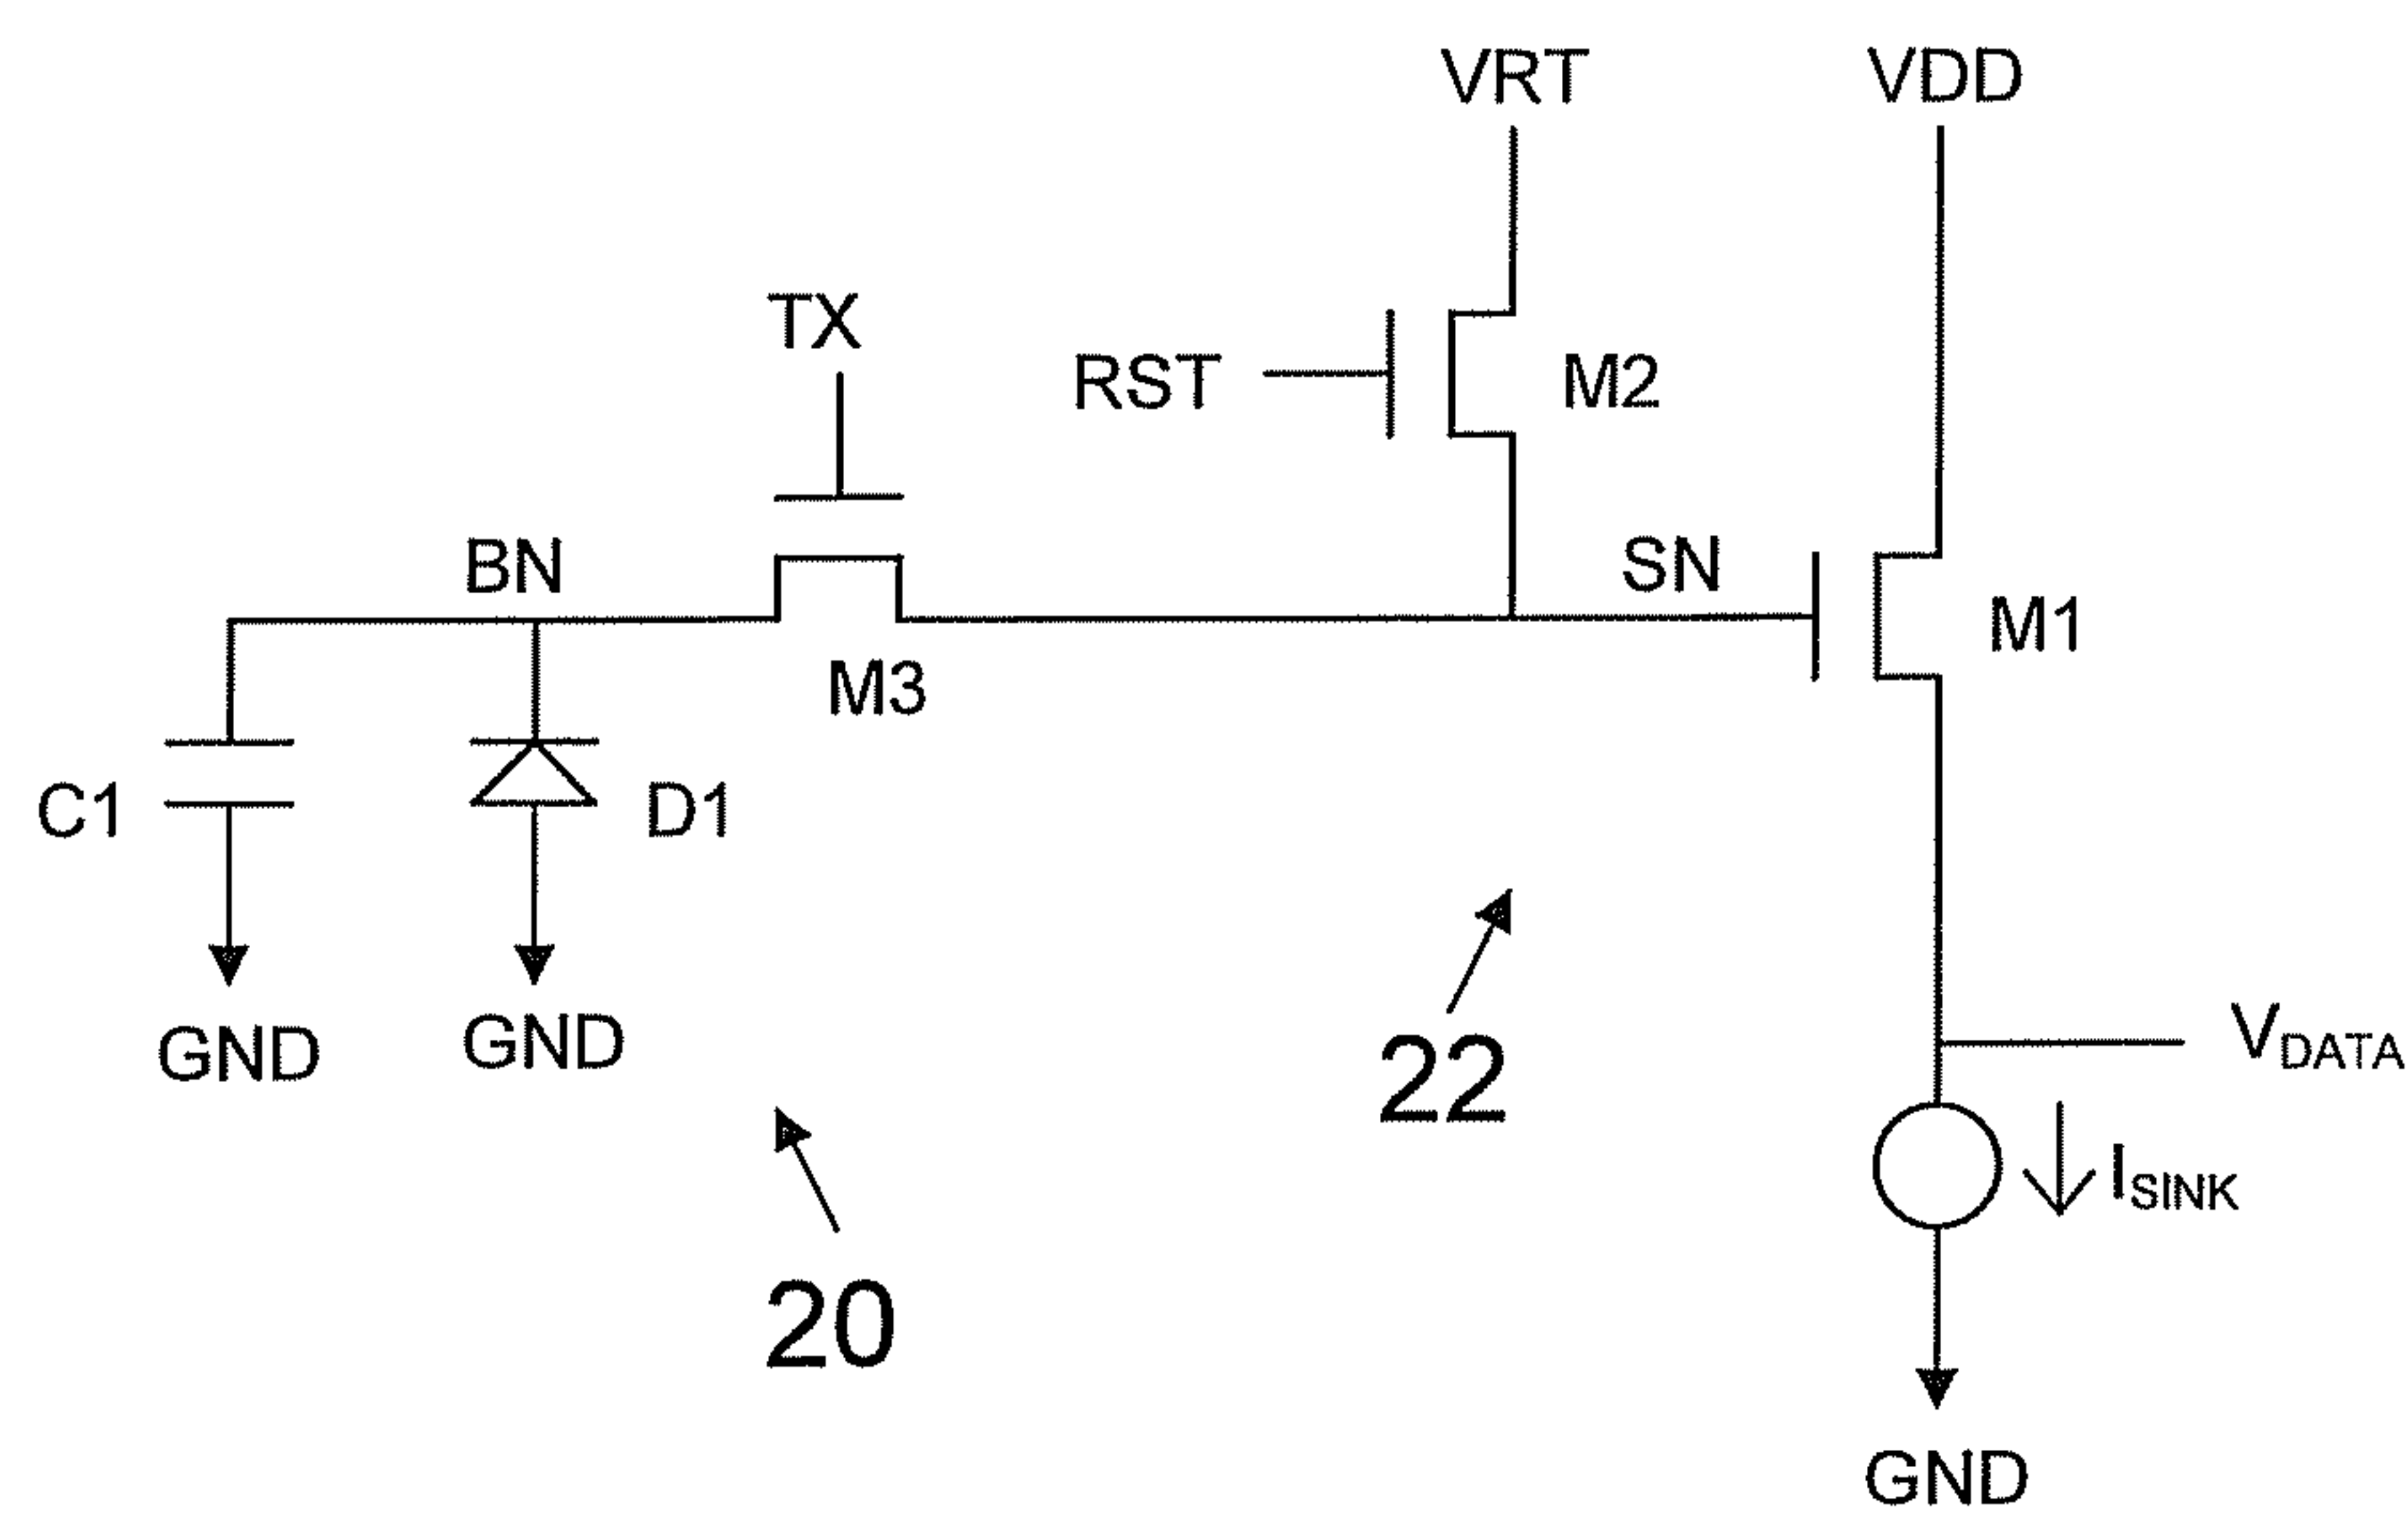 VRT
VDD
TX
RST
M2
BN
SN
M1
M3
C1
D1
GND
GND
22
VDATA
ISINK
20
GND